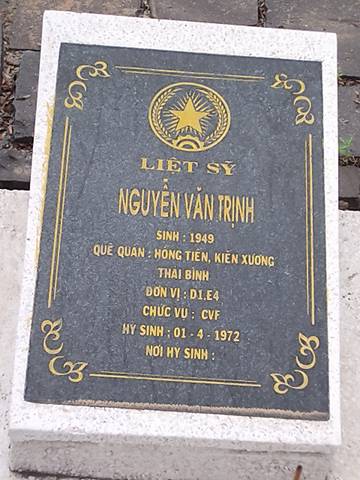 LIỆT SỸ
NGUYỄN VĂN TRỊNH
SINH : 1949
QUÊ QUÁN : HỒNG TIẾN, KIẾN XƯƠNG
THÁI BÌNH
ĐƠN VỊ : D1.E4
CHỨC VỤ : CVF
HY SINH : 01 - 4 - 1972
NƠI HY SINH :